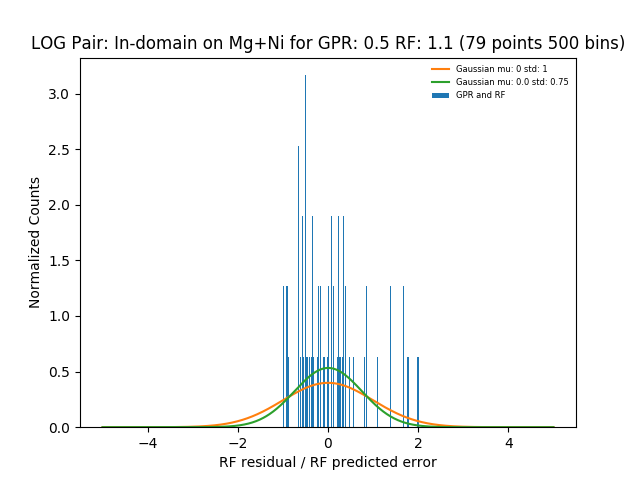 LOG Pair: In-domain on Mg+Ni for GPR: 0.5 RF: 1.1 (79 points 500 bins)
Gaussian mu: 0 std: 1
Gaussian mu: 0.0 std: 0.75
GPR and RF
Normalized Counts
3.0
2.5
2.0
1.5
1.0
0.5
0.0
−4 −2 0 2 4
RF residual / RF predicted error